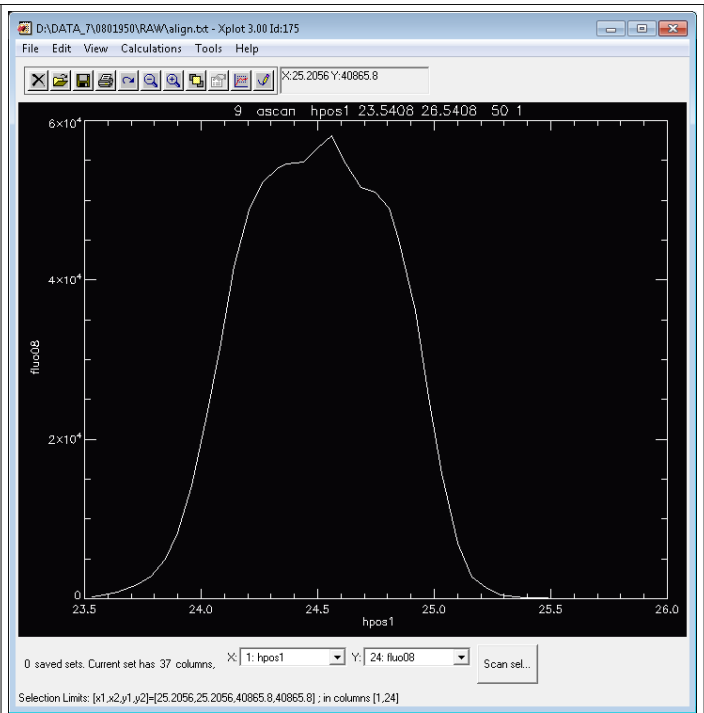 D:\DATA_7\0801950\RAW\align.txt - Xplot 3.00 Id:175
File Edit View Calculations Tools Help
X:25.2056 Y:40865.8
9 ascan hpos1 23.5408 26.5408 50 1
6×10⁴
4×10⁴
fluo08
2×10⁴
0
23.5 24.0 24.5 25.0 25.5 26.0
hpos1
0 saved sets. Current set has 37 columns, X: 1: hpos1 Y: 24: fluo08 Scan sel...
Selection Limits: [x1,x2,y1,y2]=[25.2056,25.2056,40865.8,40865.8] ; in columns [1,24]